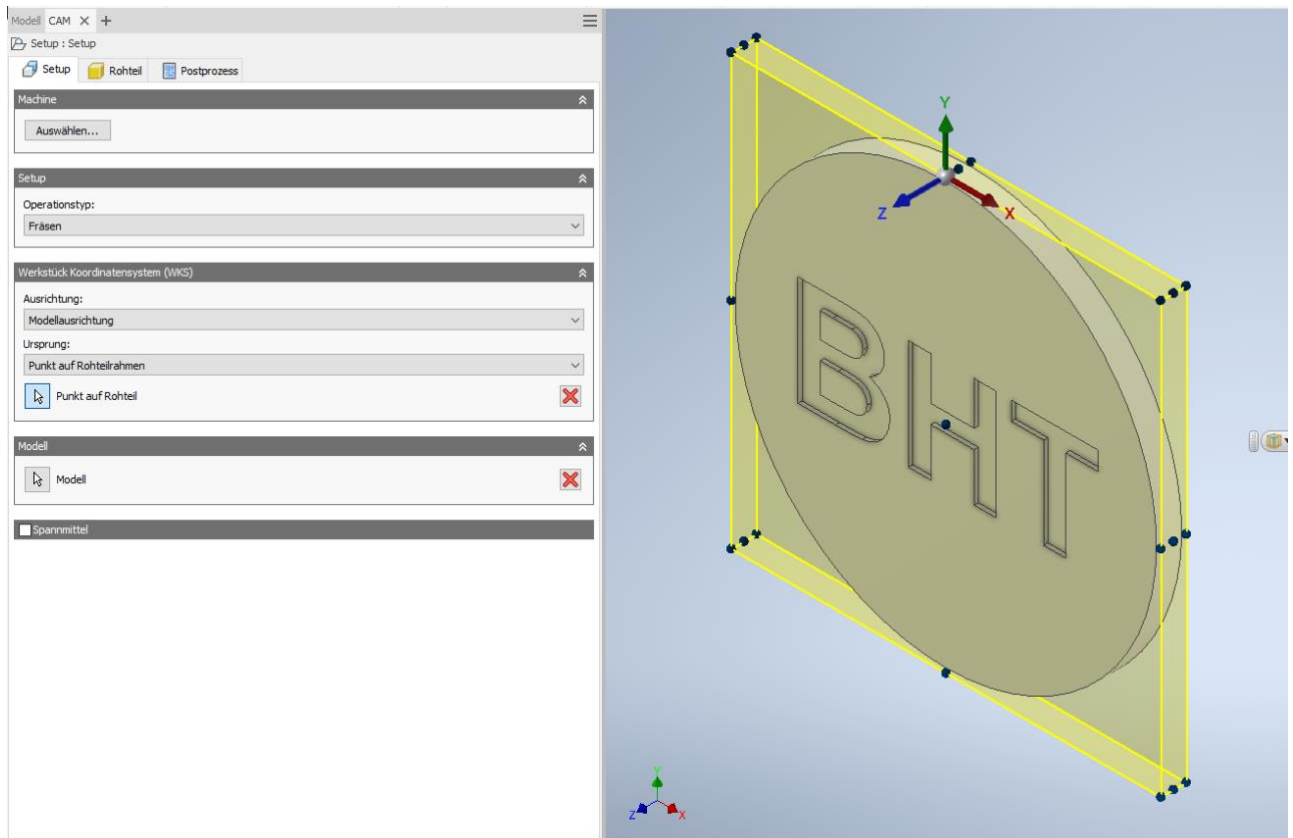 Modell CAM
Setup : Setup
Setup Rohteil Postprozess
Machine
Auswählen...
Setup
Operationstyp:
Fräsen
Werkstück Koordinatensystem (WKS)
Ausrichtung:
Modellausrichtung
Ursprung:
Punkt auf Rohteilrahmen
Punkt auf Rohteil
Modell
Modell
Spannmittel
Y
Z X
BHT
Y
Z X